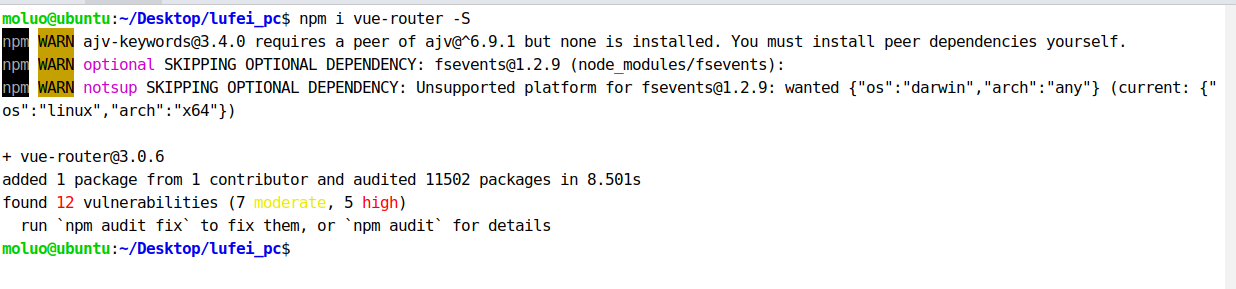 moluo@ubuntu:~/Desktop/lufei_pc$ npm i vue-router -S
npm WARN ajv-keywords@3.4.0 requires a peer of ajv@^6.9.1 but none is installed. You must install peer dependencies yourself.
npm WARN optional SKIPPING OPTIONAL DEPENDENCY: fsevents@1.2.9 (node_modules/fsevents):
npm WARN notsup SKIPPING OPTIONAL DEPENDENCY: Unsupported platform for fsevents@1.2.9: wanted {"os":"darwin","arch":"any"} (current: {"
os":"linux","arch":"x64"})
+ vue-router@3.0.6
added 1 package from 1 contributor and audited 11502 packages in 8.501s
found 12 vulnerabilities (7 moderate, 5 high)
  run `npm audit fix` to fix them, or `npm audit` for details
moluo@ubuntu:~/Desktop/lufei_pc$